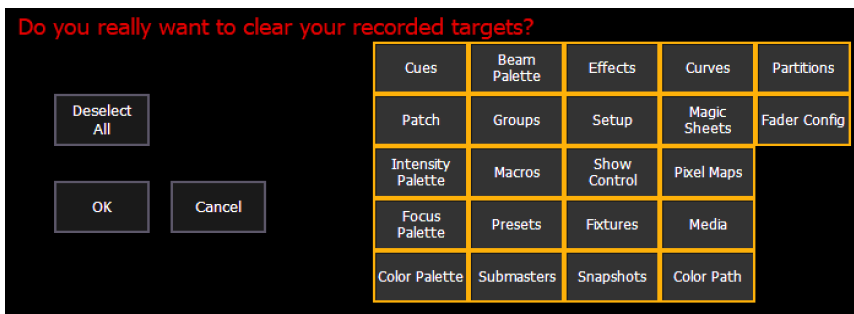 Do you really want to clear your recorded targets?
Cues
Beam
Palette
Effects
Curves
Partitions
Deselect
All
Patch
Groups
Setup
Magic
Sheets
Fader Config
Intensity
Palette
Macros
Show
Control
Pixel Maps
OK
Cancel
Focus
Palette
Presets
Fixtures
Media
Color Palette
Submasters
Snapshots
Color Path